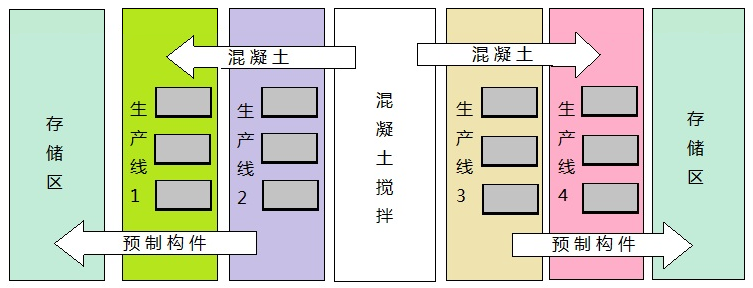 存储区
生产线1
混凝土
生产线2
混凝土搅拌
混凝土
生产线3
生产线4
存储区
预制构件
预制构件